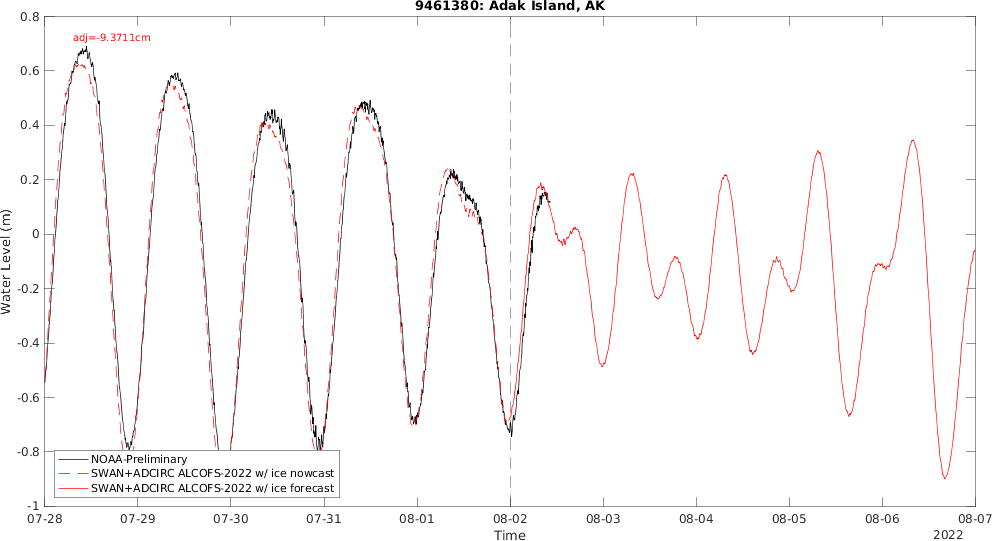 9461380: Adak Island, AK
adj=-9.3711cm
Water Level (m)
0.8
0.6
0.4
0.2
0
-0.2
-0.4
-0.6
-0.8
-1
NOAA-Preliminary
SWAN+ADCIRC ALCOFS-2022 w/ ice nowcast
SWAN+ADCIRC ALCOFS-2022 w/ ice forecast
07-28 07-29 07-30 07-31 08-01 08-02 08-03 08-04 08-05 08-06 08-07
Time
2022